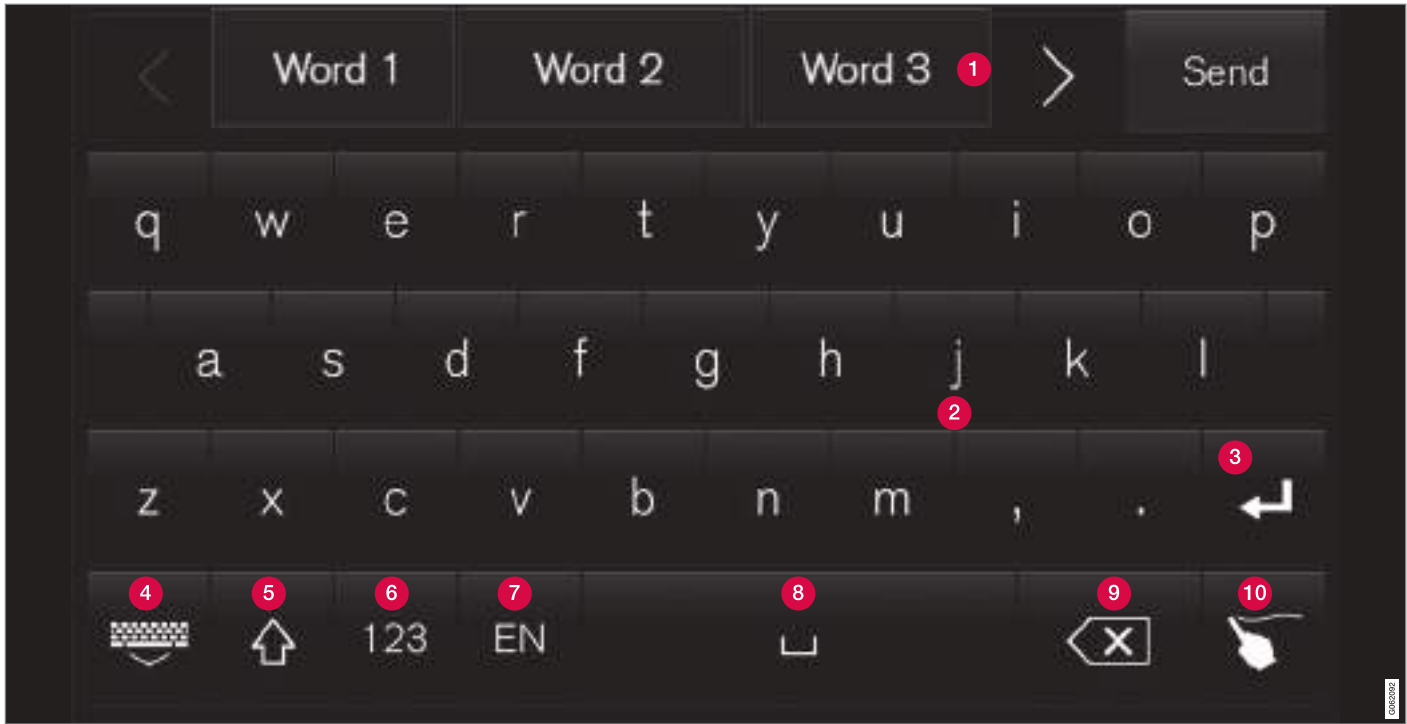 Word 1 Word 2 Word 3 1 Send
q w e r t y u i o p
a s d f g h j k l
2
3
z x c v b n m , .
4 5 6 7 8 9 10
123 EN
G062092